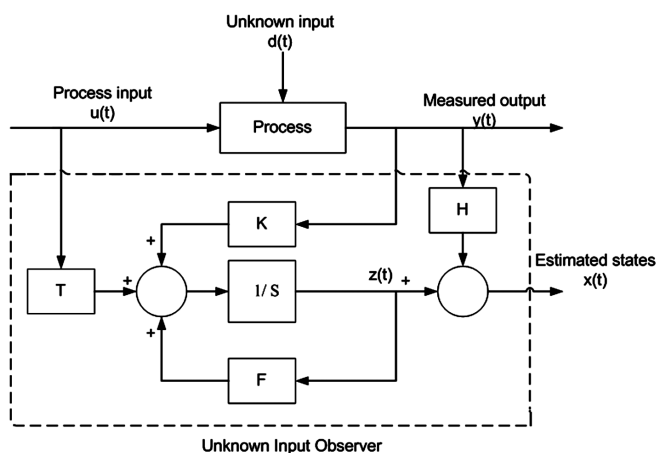 Unknown input
d(t)
Process input
u(t)
Process
Measured output
y(t)
K
H
+
T
+
1/S
z(t) +
Estimated states
x(t)
+
F
Unknown Input Observer